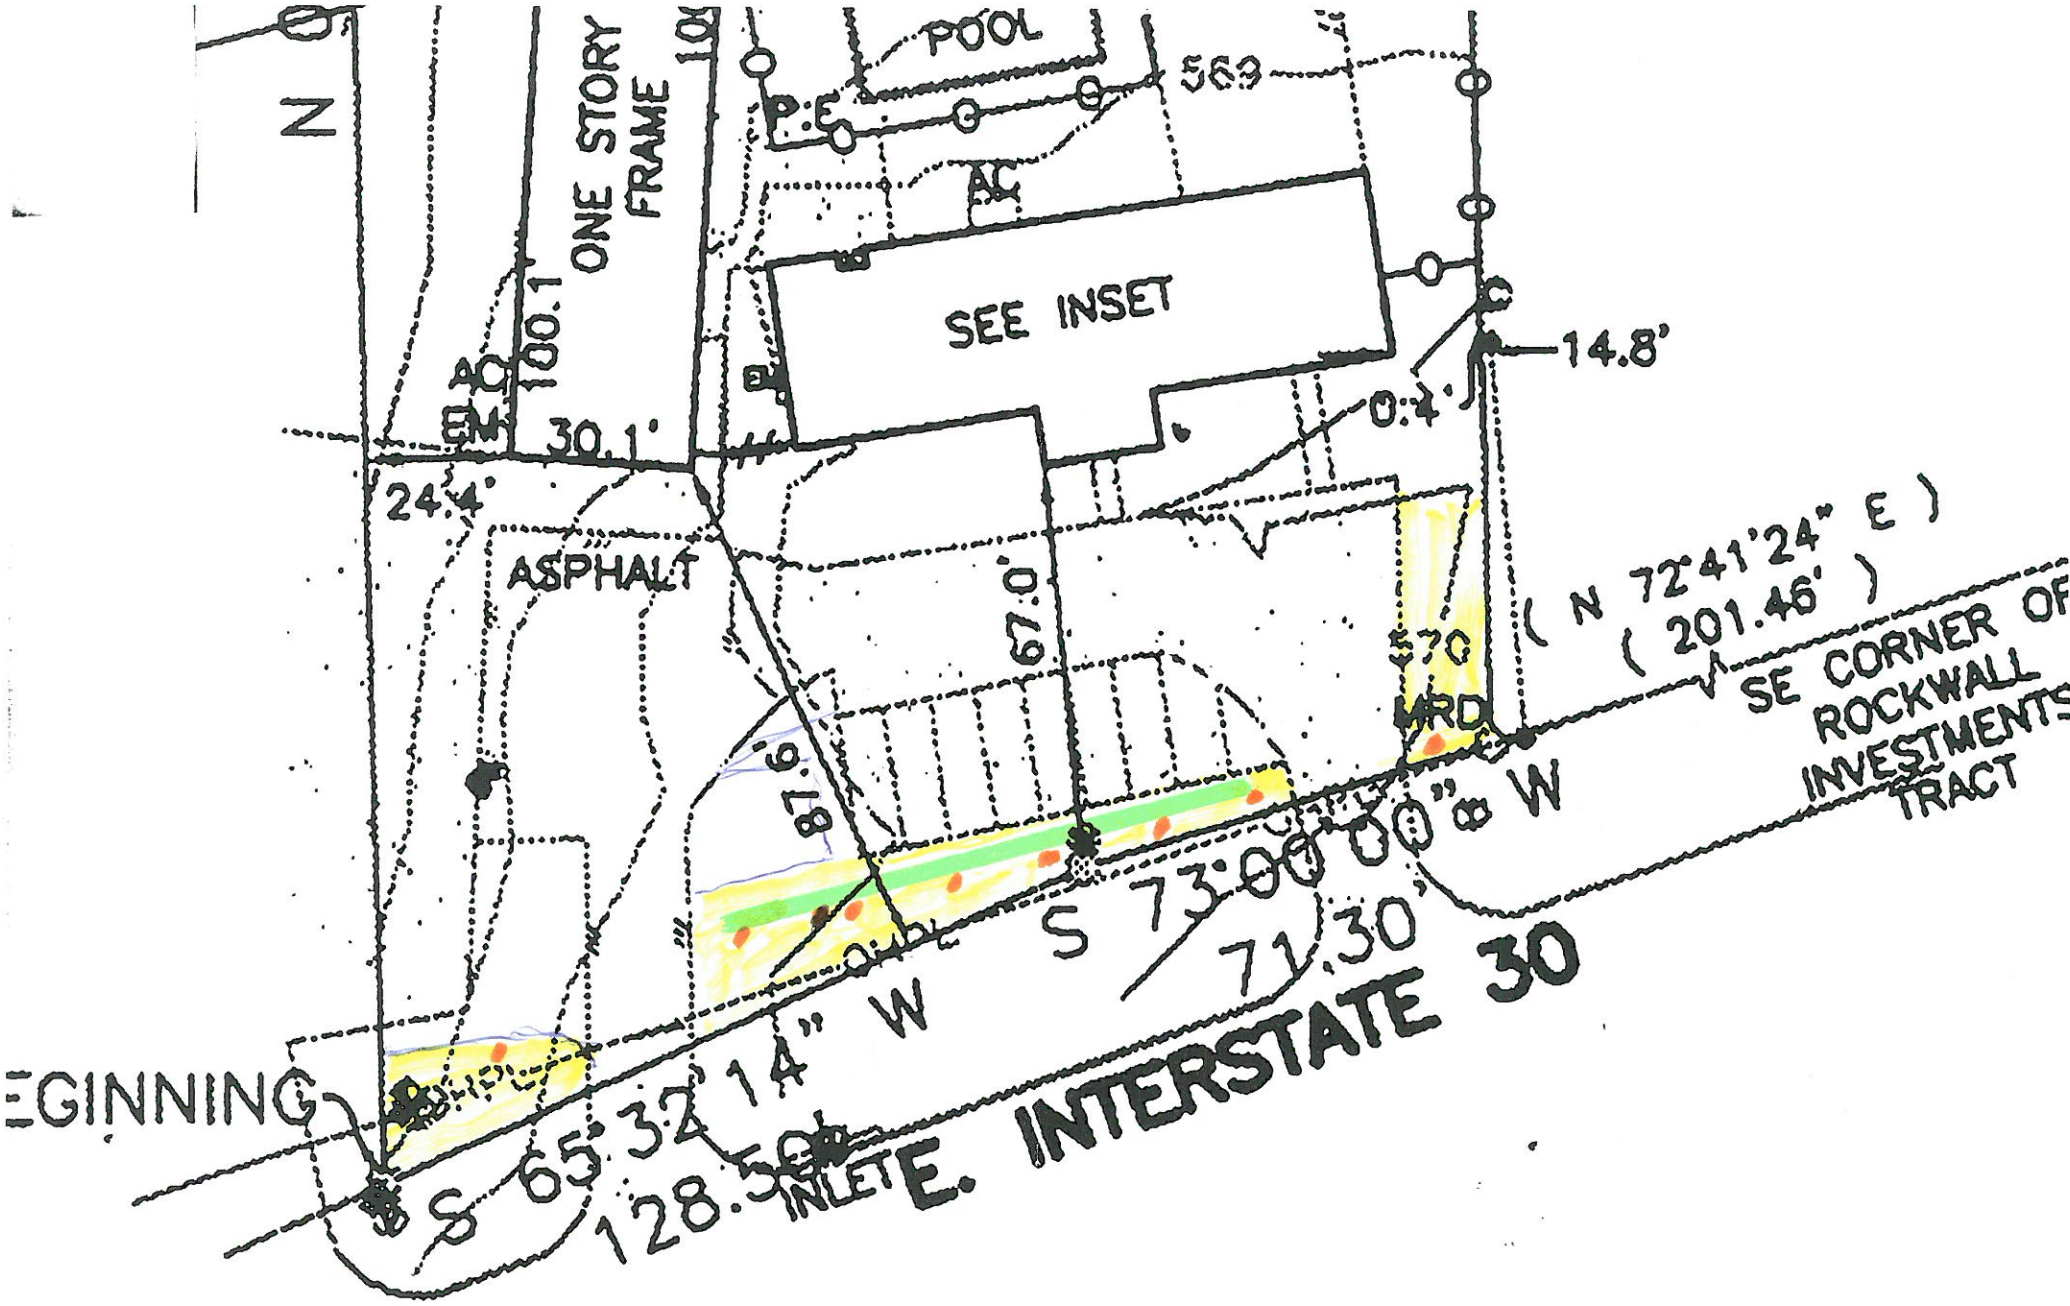 POOL
569
N
ONE STORY
FRAME
P.E
AC
100.1
SEE INSET
14.8'
AC
EM
30.1'
0.4'
24.4'
ASPHALT
67.0'
( N 72°41'24" E )
( 201.46' )
570
MRD
SE CORNER OF
ROCKWALL
INVESTMENTS
TRACT
87.6'
S 73°00'00" W
71.30'
EGINNING
S 65°32'14" W
128.50'
INLET
E. INTERSTATE 30